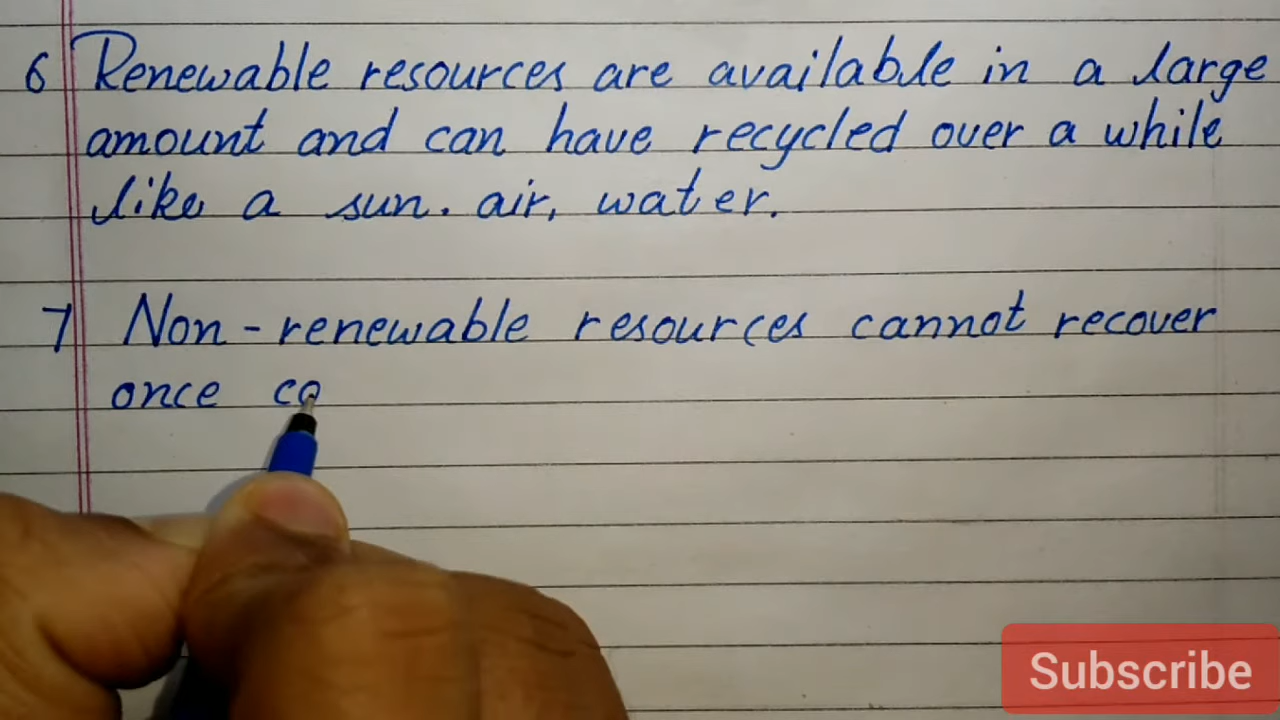 6 Renewable resources are available in a large
amount and can have recycled over a while
like a sun. air, water.
7 Non-renewable resources cannot recover
once co
Subscribe